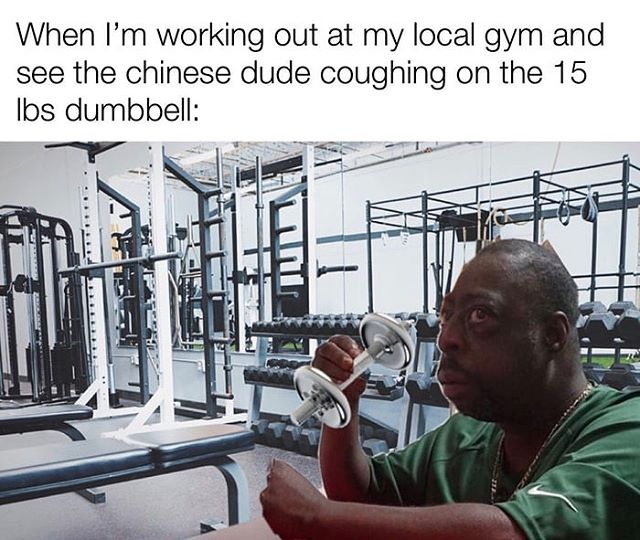 When I'm working out at my local gym and
see the chinese dude coughing on the 15
lbs dumbbell: